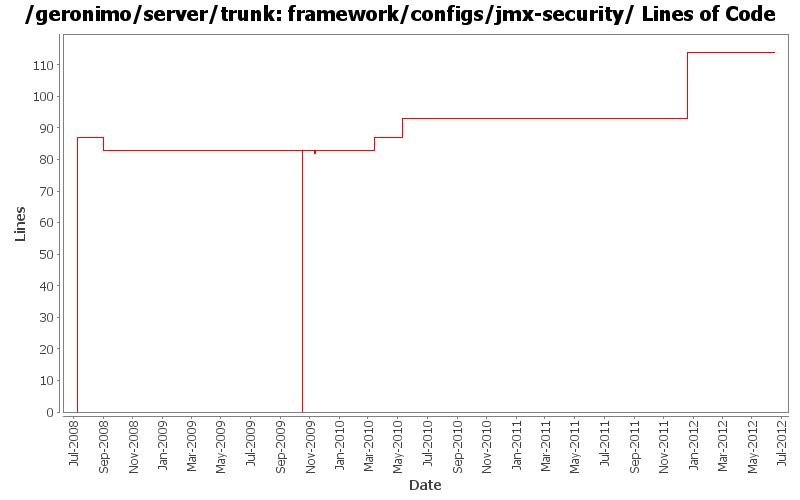 /geronimo/server/trunk: framework/configs/jmx-security/ Lines of Code
110
100
90
80
70
60
50
40
30
20
10
0
Lines
Jul-2008
Sep-2008
Nov-2008
Jan-2009
Mar-2009
May-2009
Jul-2009
Sep-2009
Nov-2009
Jan-2010
Mar-2010
May-2010
Jul-2010
Sep-2010
Nov-2010
Jan-2011
Mar-2011
May-2011
Jul-2011
Sep-2011
Nov-2011
Jan-2012
Mar-2012
May-2012
Jul-2012
Date